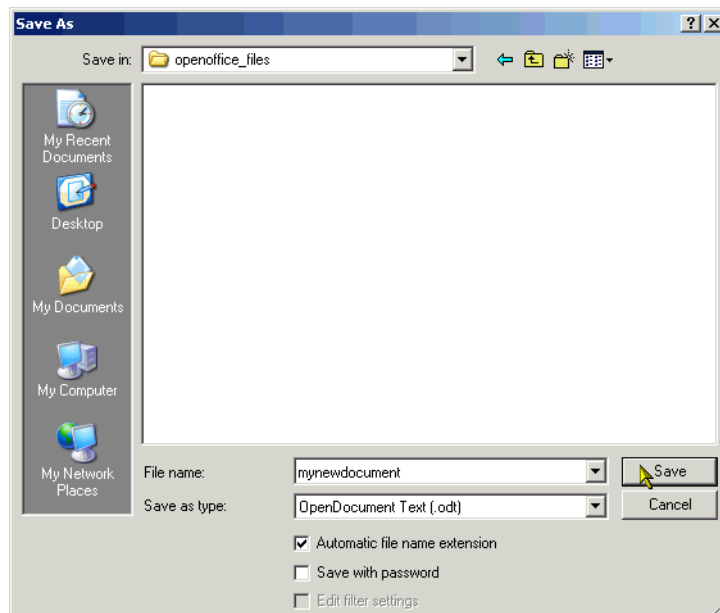 Save As
Save in:
openoffice_files
My Recent
Documents
Desktop
My Documents
My Computer
My Network
Places
File name:
mynewdocument
Save
Save as type:
OpenDocument Text (.odt)
Cancel
Automatic file name extension
Save with password
Edit filter settings